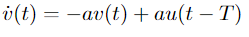 v̇(t) = −av(t) + au(t − T)